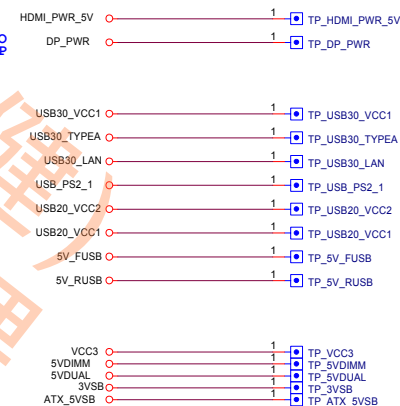 HDMI_PWR_5V 1 TP_HDMI_PWR_5V
DP_PWR 1 TP_DP_PWR
USB30_VCC1 1 TP_USB30_VCC1
USB30_TYPEA 1 TP_USB30_TYPEA
USB30_LAN 1 TP_USB30_LAN
USB_PS2_1 1 TP_USB_PS2_1
USB20_VCC2 1 TP_USB20_VCC2
USB20_VCC1 1 TP_USB20_VCC1
5V_FUSB 1 TP_5V_FUSB
5V_RUSB 1 TP_5V_RUSB
VCC3 1 TP_VCC3
5VDIMM 1 TP_5VDIMM
5VDUAL 1 TP_5VDUAL
3VSB 1 TP_3VSB
ATX_5VSB 1 TP_ATX_5VSB